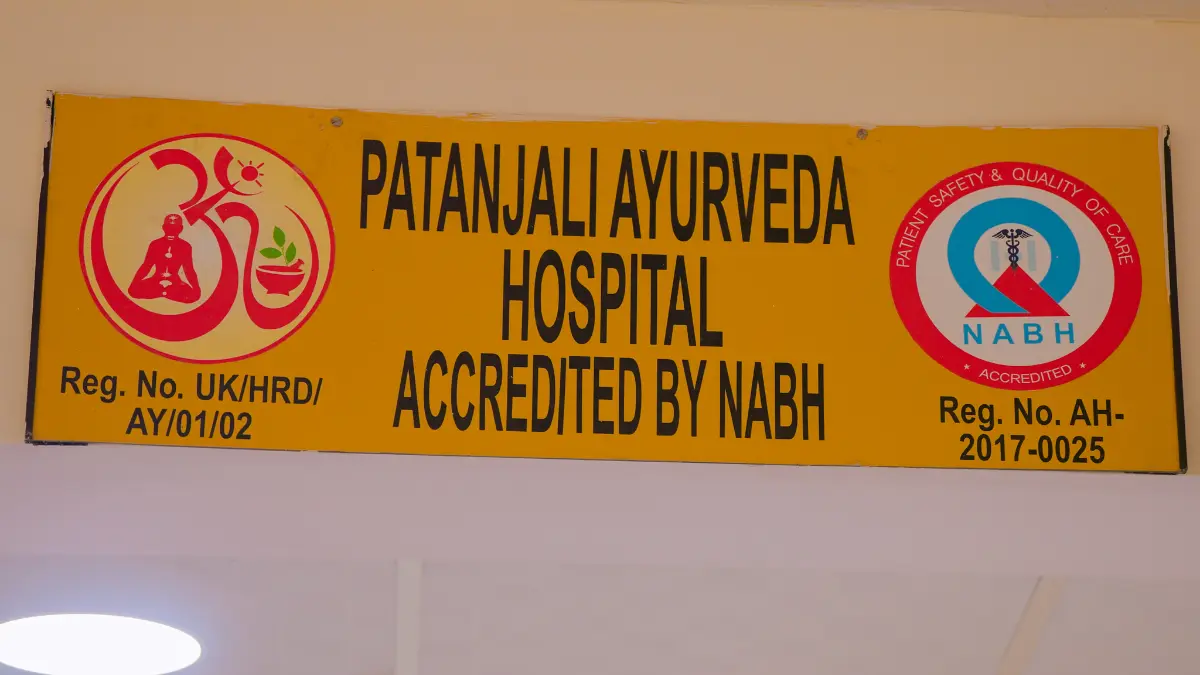 PATANJALI AYURVEDA
HOSPITAL
ACCREDITED BY NABH
Reg. No. UK/HRD/
AY/01/02
PATIENT SAFETY & QUALITY OF CARE
NABH
* ACCREDITED *
Reg. No. AH-
2017-0025